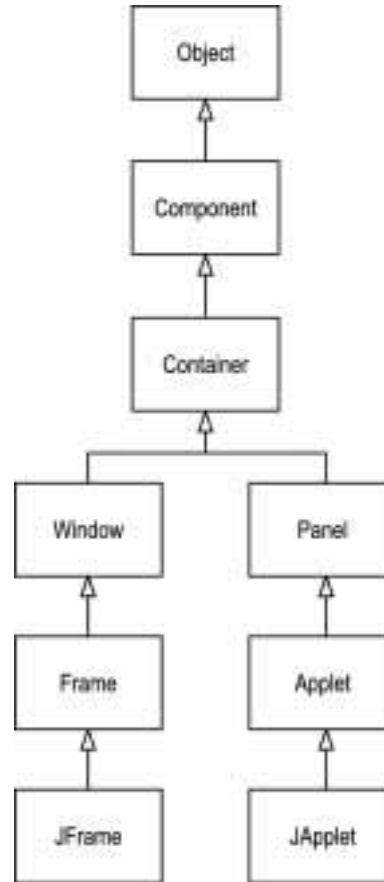 Object
Component
Container
Window
Panel
Frame
Applet
JFrame
JApplet